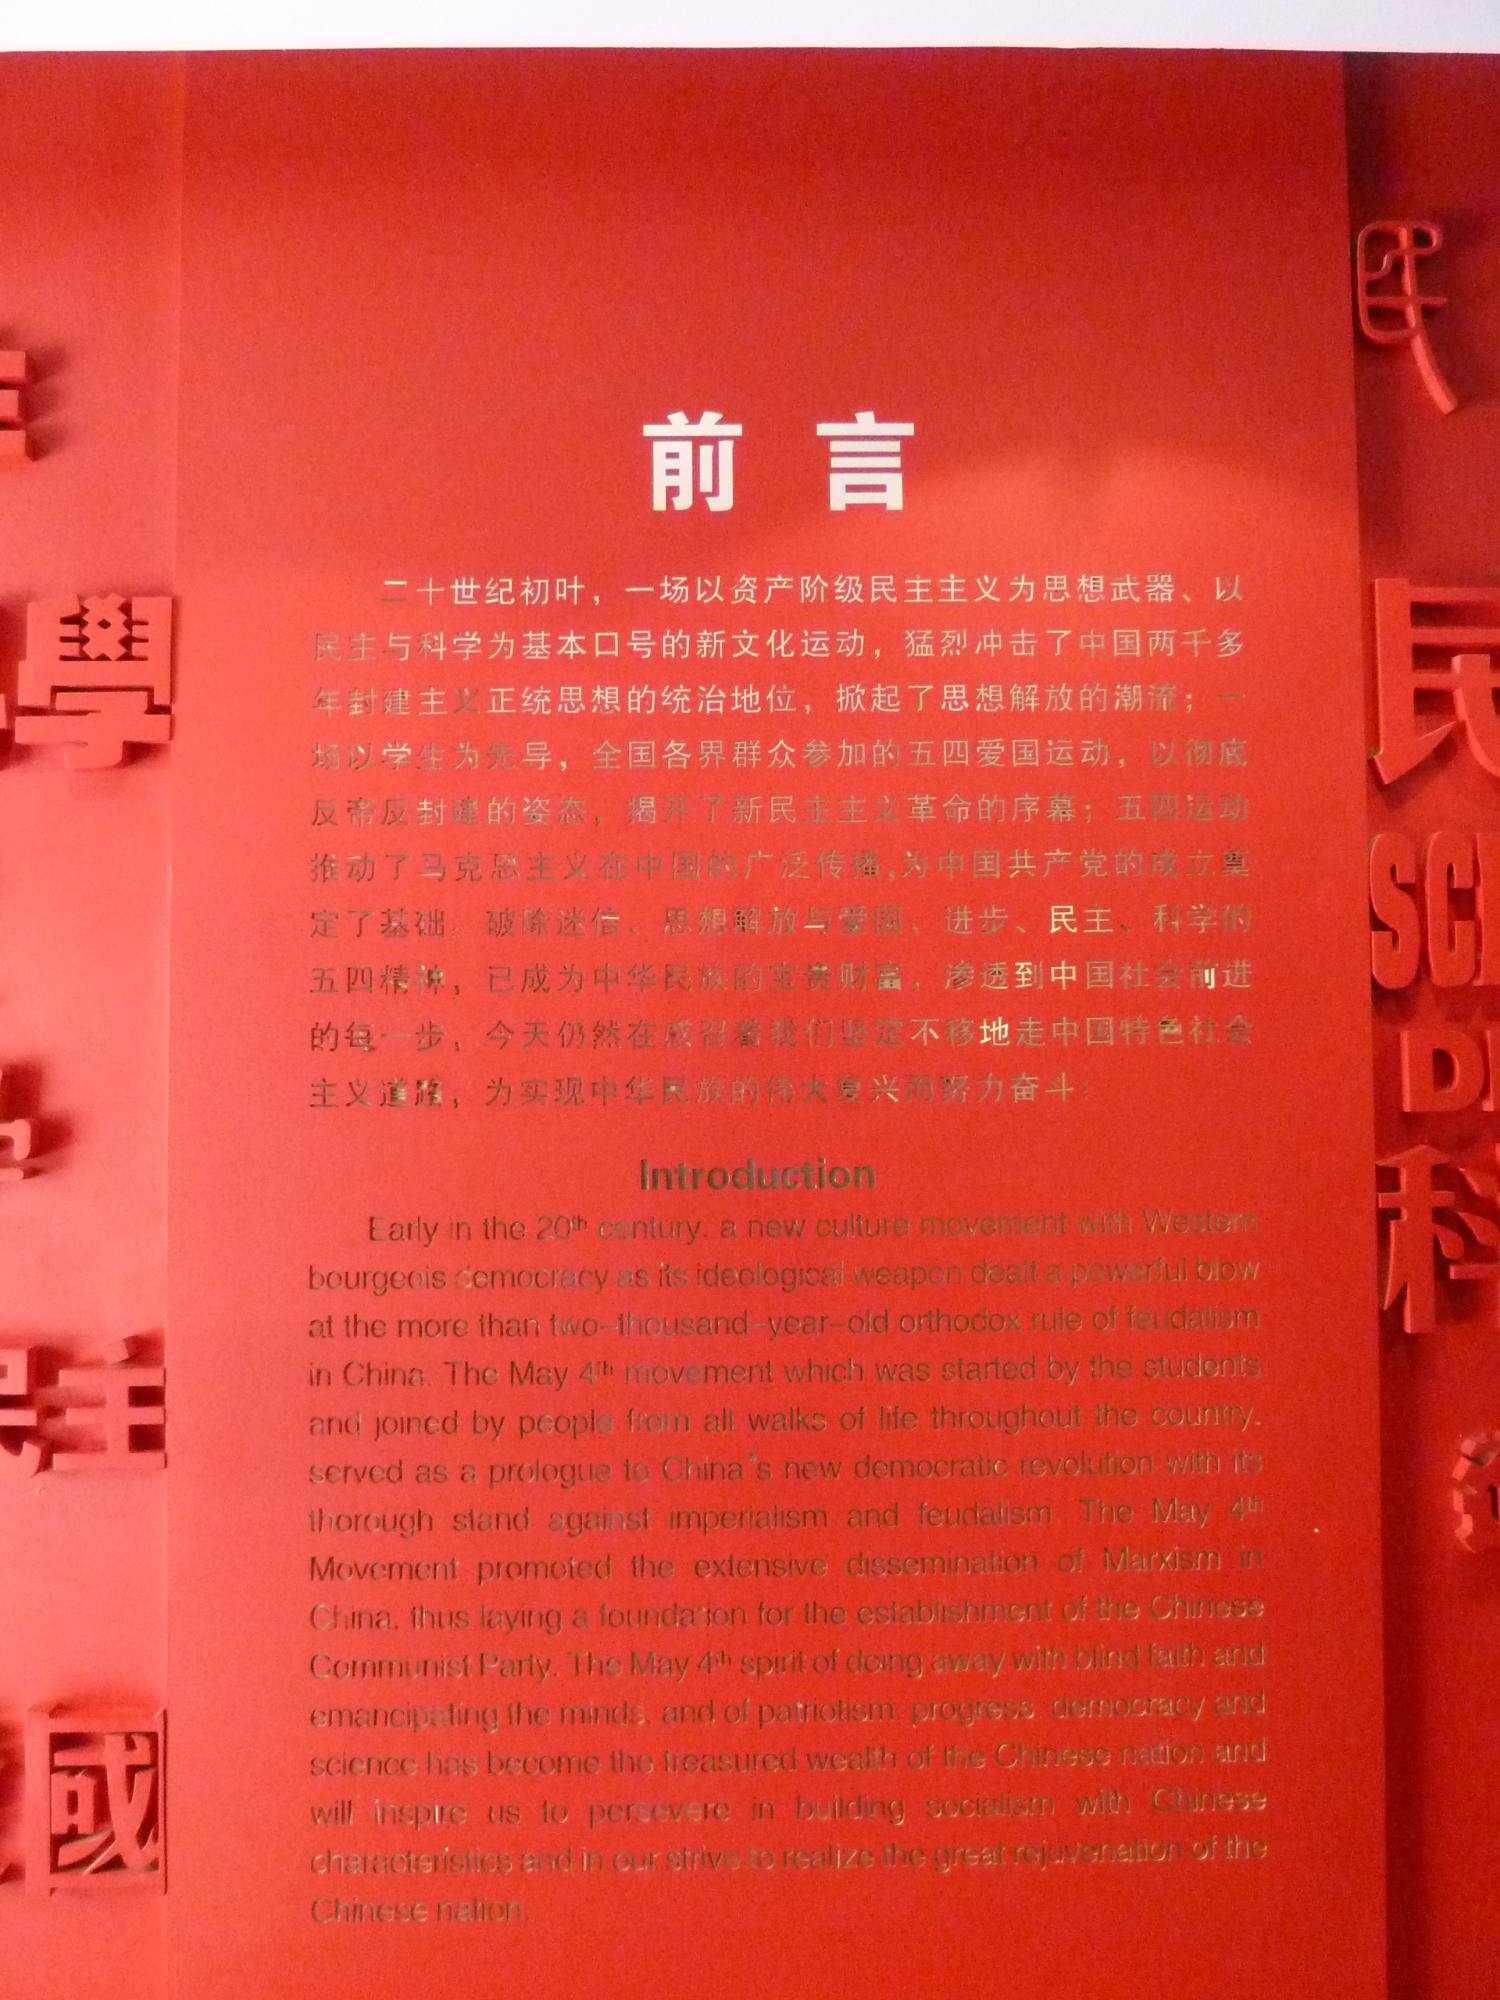 前言
二十世纪初叶，一场以资产阶级民主主义为思想武器、以
民主与科学为基本口号的新文化运动，猛烈冲击了中国两千多
年封建主义正统思想的统治地位，掀起了思想解放的潮流；一
场以学生为先导，全国各界群众参加的五四爱国运动，以彻底
反帝反封建的姿态，揭开了新民主主义革命的序幕；五四运动
推动了马克思主义在中国的广泛传播,为中国共产党的成立奠
定了基础。破除迷信、思想解放与爱国、进步、民主、科学的
五四精神，已成为中华民族的宝贵财富，渗透到中国社会前进
的每一步，今天仍然在感召着我们坚定不移地走中国特色社会
主义道路，为实现中华民族的伟大复兴而努力奋斗！
Introduction
Early in the 20th century, a new culture movement with Western
bourgeois democracy as its ideological weapon dealt a powerful blow
at the more than two-thousand-year-old orthodox rule of feudalism
in China. The May 4th movement which was started by the students
and joined by people from all walks of life throughout the country,
served as a prologue to China's new democratic revolution with its
thorough stand against imperialism and feudalism. The May 4th
Movement promoted the extensive dissemination of Marxism in
China, thus laying a foundation for the establishment of the Chinese
Communist Party. The May 4th spirit of doing away with blind faith and
emancipating the minds, and of patriotism, progress, democracy and
science has become the treasured wealth of the Chinese nation and
will inspire us to persevere in building socialism with Chinese
characteristics and in our strive to realize the great rejuvenation of the
Chinese nation.
學
主
國
民
民
SCI
科